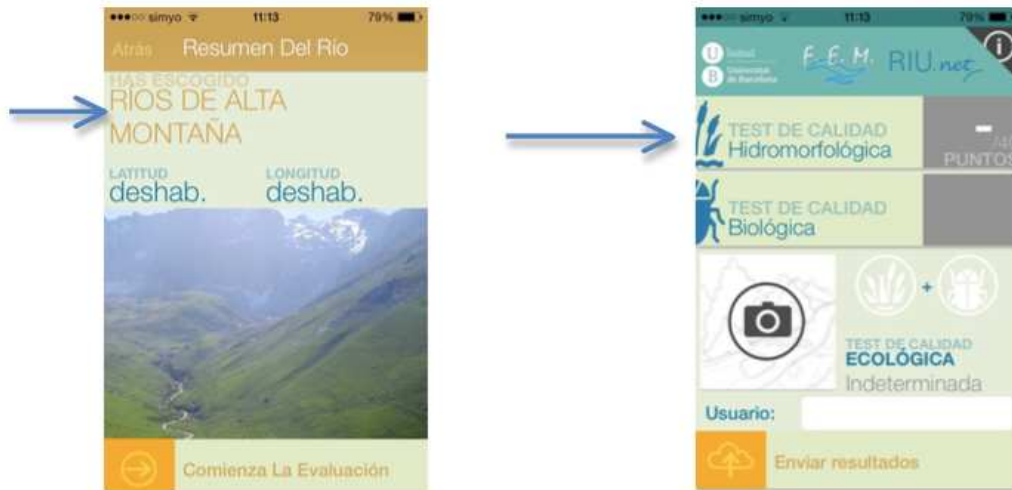 simyo 11:13 79%
Atrás Resumen Del Río
HAS ESCOGIDO
RÍOS DE ALTA
MONTAÑA
LATITUD LONGITUD
deshab. deshab.
Comienza La Evaluación
simyo 11:13 79%
U
B Universitat
de Barcelona
F. E. M.
RIU.net
i
TEST DE CALIDAD
Hidromorfológica
-
PUNTOS
TEST DE CALIDAD
Biológica
+
TEST DE CALIDAD
ECOLÓGICA
Indeterminada
Usuario:
Enviar resultados